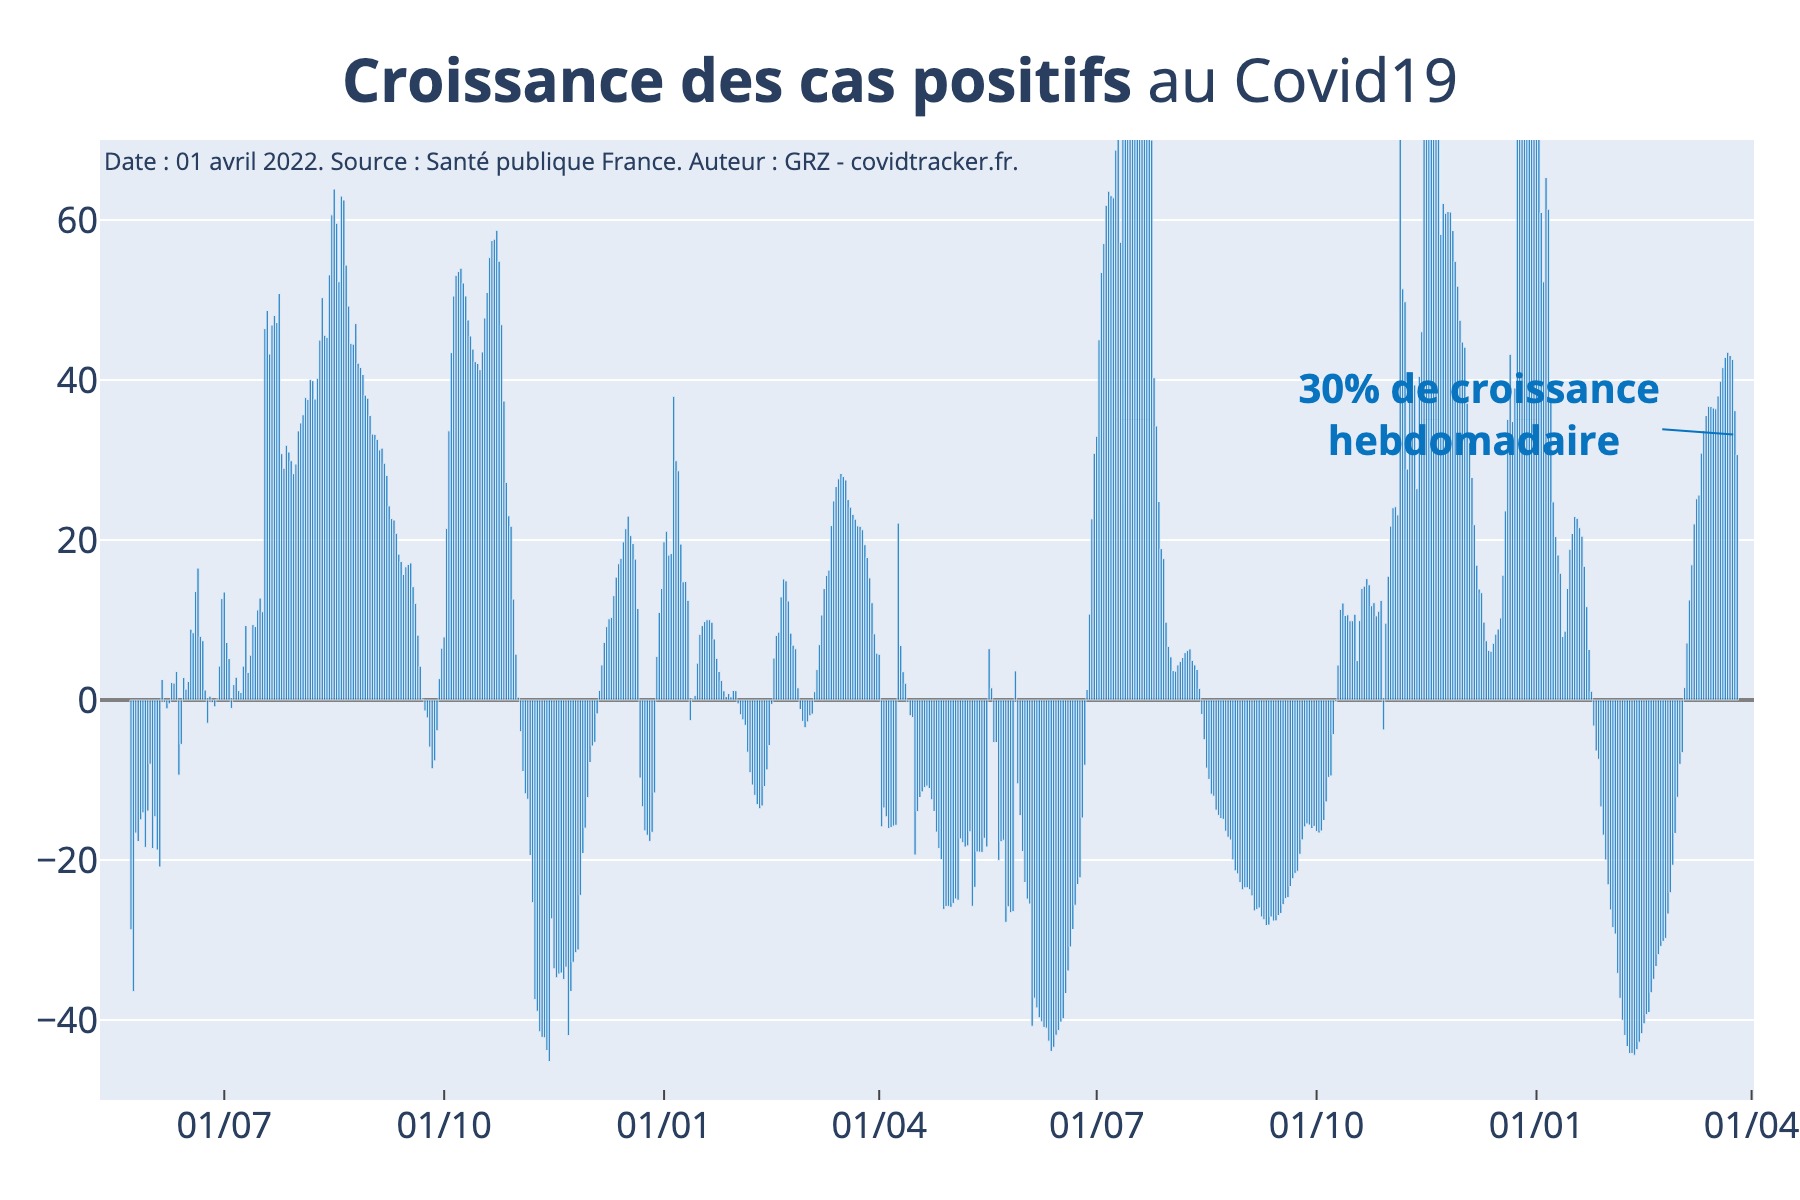 Croissance des cas positifs au Covid19
Date : 01 avril 2022. Source : Santé publique France. Auteur : GRZ - covidtracker.fr.
60
40
20
0
−20
−40
30% de croissance
hebdomadaire
01/07 01/10 01/01 01/04 01/07 01/10 01/01 01/04